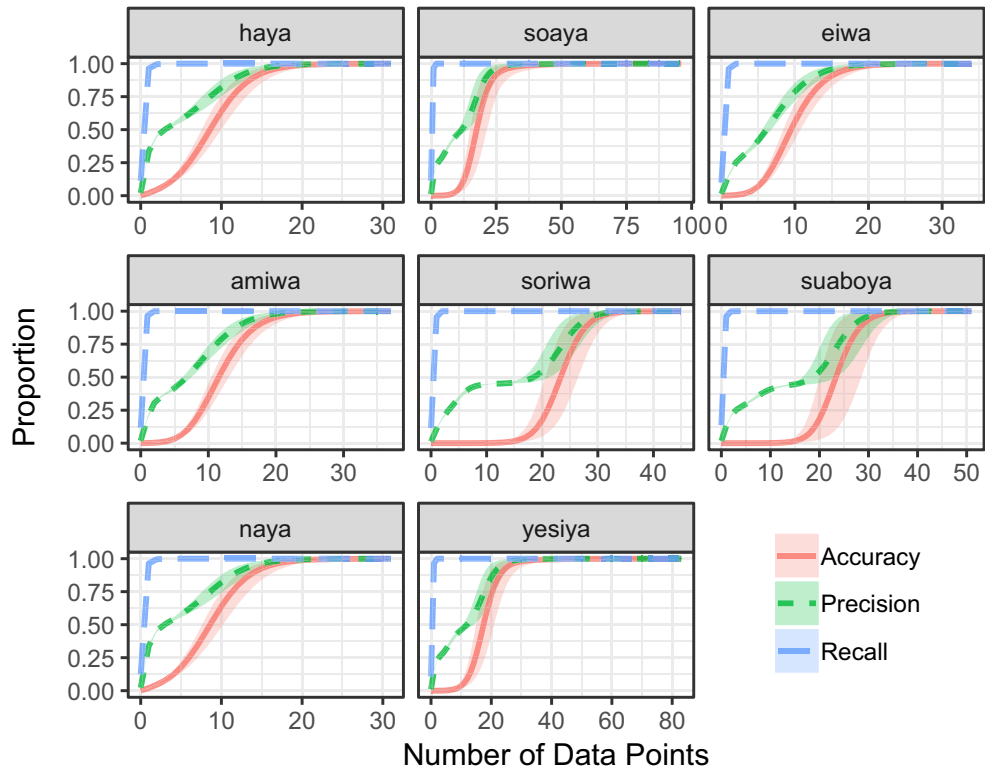 haya soaya eiwa
1.00
0.75
0.50
0.25
0.00
0 10 20 30 0 25 50 75 100 0 10 20 30
amiwa soriwa suaboya
1.00
0.75
0.50
0.25
0.00
0 10 20 30 0 10 20 30 40 0 10 20 30 40 50
naya yesiya
1.00
0.75
0.50
0.25
0.00
0 10 20 30 0 20 40 60 80
Proportion
Number of Data Points
Accuracy
Precision
Recall